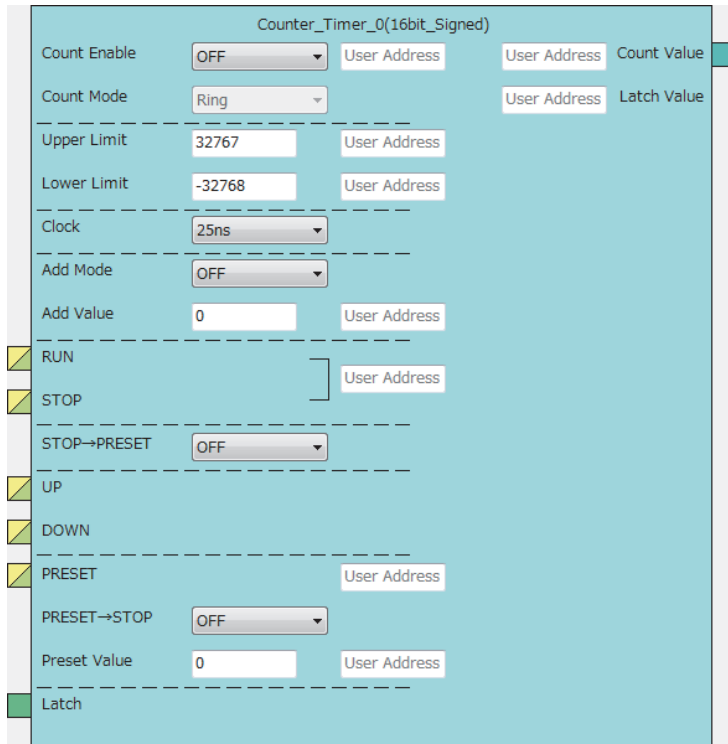 Counter_Timer_0(16bit_Signed)
Count Enable OFF User Address User Address Count Value
Count Mode Ring User Address Latch Value
Upper Limit 32767 User Address
Lower Limit -32768 User Address
Clock 25ns
Add Mode OFF
Add Value 0 User Address
RUN
User Address
STOP
STOP→PRESET OFF
UP
DOWN
PRESET User Address
PRESET→STOP OFF
Preset Value 0 User Address
Latch